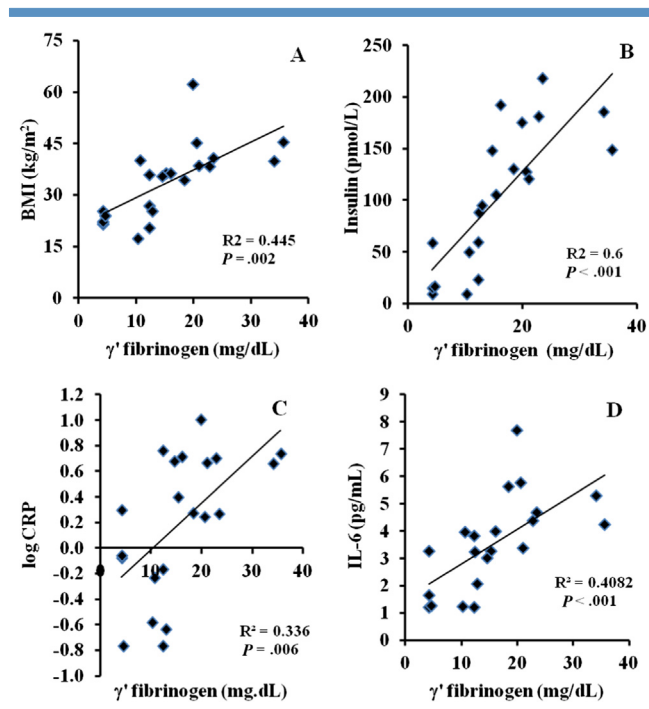 A
75
60
45
30
15
0
BMI (kg/m²)
R2 = 0.445
P = .002
0 10 20 30 40
γ' fibrinogen (mg/dL)
B
250
200
150
100
50
0
Insulin (pmol/L)
R2 = 0.6
P < .001
0 20 40
γ' fibrinogen (mg/dL)
C
1.2
1.0
0.8
0.6
0.4
0.2
0.0
-0.2
-0.4
-0.6
-0.8
-1.0
log CRP
0 10 20 30 40
R² = 0.336
P = .006
γ' fibrinogen (mg.dL)
D
9
8
7
6
5
4
3
2
1
0
IL-6 (pg/mL)
R² = 0.4082
P < .001
0 10 20 30 40
γ' fibrinogen (mg/dL)